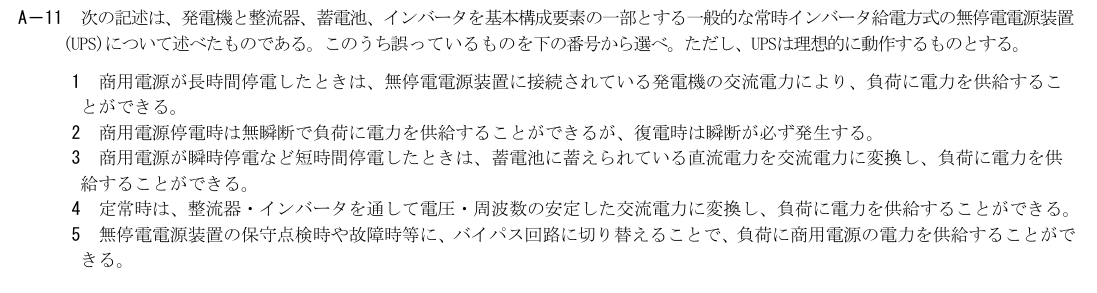 A－11　次の記述は、発電機と整流器、蓄電池、インバータを基本構成要素の一部とする一般的な常時インバータ給電方式の無停電電源装置
(UPS)について述べたものである。このうち誤っているものを下の番号から選べ。ただし、UPSは理想的に動作するものとする。
1　商用電源が長時間停電したときは、無停電電源装置に接続されている発電機の交流電力により、負荷に電力を供給するこ
とができる。
2　商用電源停電時は無瞬断で負荷に電力を供給することができるが、復電時は瞬断が必ず発生する。
3　商用電源が瞬時停電など短時間停電したときは、蓄電池に蓄えられている直流電力を交流電力に変換し、負荷に電力を供
給することができる。
4　定常時は、整流器・インバータを通して電圧・周波数の安定した交流電力に変換し、負荷に電力を供給することができる。
5　無停電電源装置の保守点検時や故障時等に、バイパス回路に切り替えることで、負荷に商用電源の電力を供給することがで
きる。